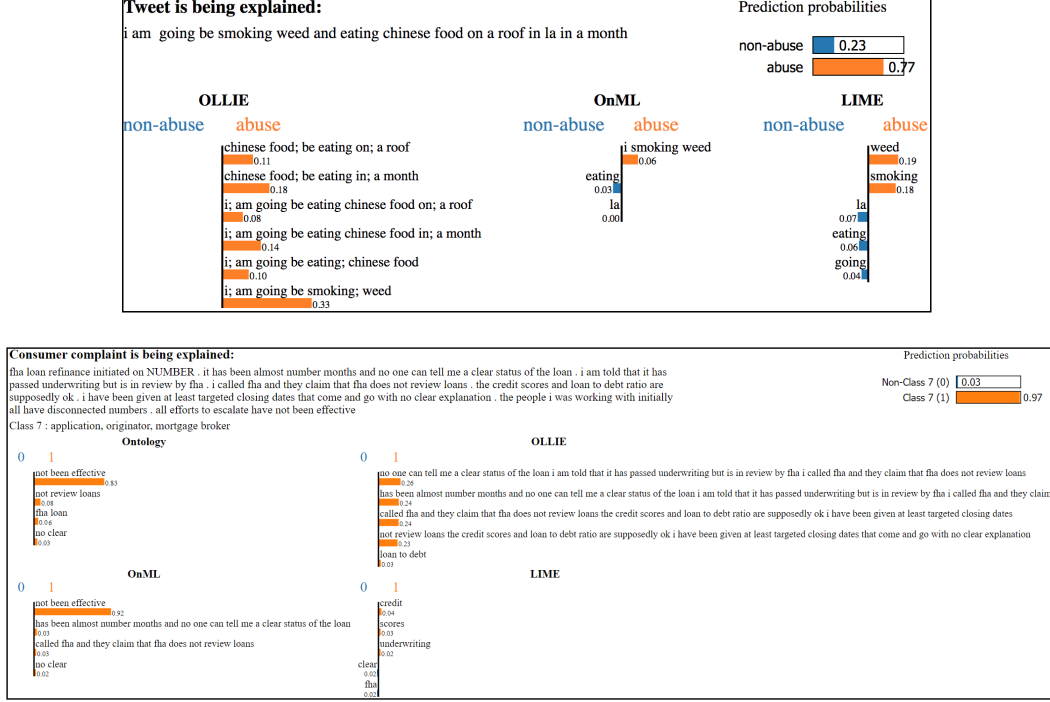 Tweet is being explained:
i am going be smoking weed and eating chinese food on a roof in la in a month
Prediction probabilities
non-abuse 0.23
abuse 0.77
OLLIE
non-abuse abuse
chinese food; be eating on; a roof
0.11
chinese food; be eating in; a month
0.18
i; am going be eating chinese food on; a roof
0.08
i; am going be eating chinese food in; a month
0.14
i; am going be eating; chinese food
0.10
i; am going be smoking; weed
0.33
OnML
non-abuse abuse
i smoking weed
0.06
eating
0.03
la
0.00
LIME
non-abuse abuse
weed
0.19
smoking
0.18
la
0.07
eating
0.06
going
0.04
Consumer complaint is being explained:
fha loan refinance initiated on NUMBER . it has been almost number months and no one can tell me a clear status of the loan . i am told that it has
passed underwriting but is in review by fha . i called fha and they claim that fha does not review loans . the credit scores and loan to debt ratio are
supposedly ok . i have been given at least targeted closing dates that come and go with no clear explanation . the people i was working with initially
all have disconnected numbers . all efforts to escalate have not been effective
Class 7 : application, originator, mortgage broker
Prediction probabilities
Non-Class 7 (0) 0.03
Class 7 (1) 0.97
Ontology
0 1
not been effective
0.83
not review loans
0.08
fha loan
0.06
no clear
0.03
OLLIE
0 1
no one can tell me a clear status of the loan i am told that it has passed underwriting but is in review by fha i called fha and they claim that fha does not review loans
0.26
has been almost number months and no one can tell me a clear status of the loan i am told that it has passed underwriting but is in review by fha i called fha and they claim
0.24
called fha and they claim that fha does not review loans the credit scores and loan to debt ratio are supposedly ok i have been given at least targeted closing dates
0.24
not review loans the credit scores and loan to debt ratio are supposedly ok i have been given at least targeted closing dates that come and go with no clear explanation
0.23
loan to debt
0.03
OnML
0 1
not been effective
0.92
has been almost number months and no one can tell me a clear status of the loan
0.03
called fha and they claim that fha does not review loans
0.03
no clear
0.02
LIME
0 1
credit
0.04
scores
0.03
underwriting
0.02
clear
0.02
fha
0.02